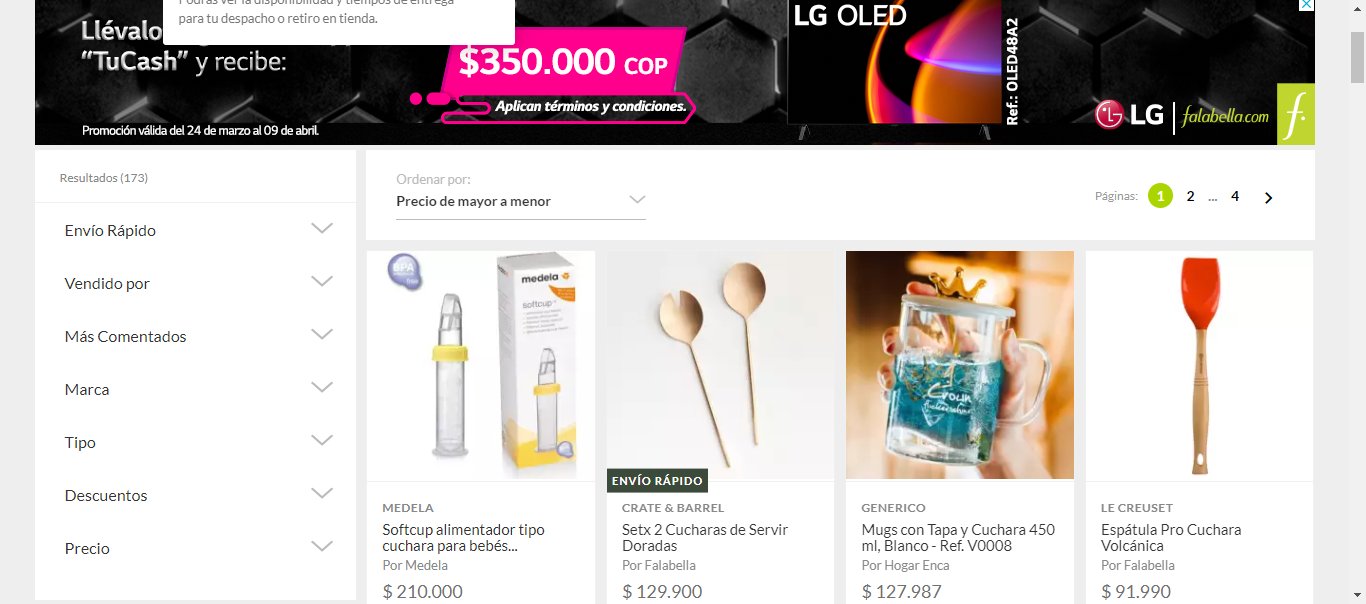 Podrás ver la disponibilidad y tiempos de entrega
para tu despacho o retiro en tienda.
Llévalo
"TuCash" y recibe:
$350.000 COP
Aplican términos y condiciones.
Promoción válida del 24 de marzo al 09 de abril.
LG OLED
Ref.: OLED48A2
LG | falabella.com
f.
Resultados (173)
Envío Rápido
Vendido por
Más Comentados
Marca
Tipo
Descuentos
Precio
Ordenar por:
Precio de mayor a menor
Páginas: 1 2 ... 4
BPA
medela
softcup
MEDELA
Softcup alimentador tipo
cuchara para bebés...
Por Medela
$ 210.000
ENVÍO RÁPIDO
CRATE & BARREL
Setx 2 Cucharas de Servir
Doradas
Por Falabella
$ 129.900
GENERICO
Mugs con Tapa y Cuchara 450
ml, Blanco - Ref. V0008
Por Hogar Enca
$ 127.987
LE CREUSET
Espátula Pro Cuchara
Volcánica
Por Falabella
$ 91.990